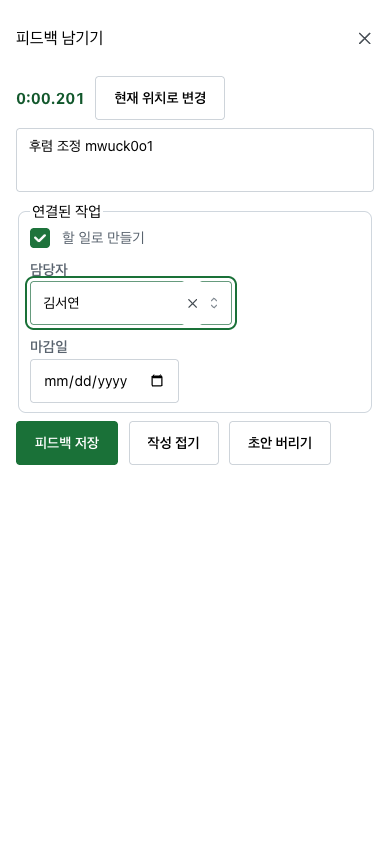 피드백 남기기
0:00.201 현재 위치로 변경
후렴 조정 mwuck0o1
연결된 작업
할 일로 만들기
담당자
김서연
마감일
mm/dd/yyyy
피드백 저장 작성 접기 초안 버리기